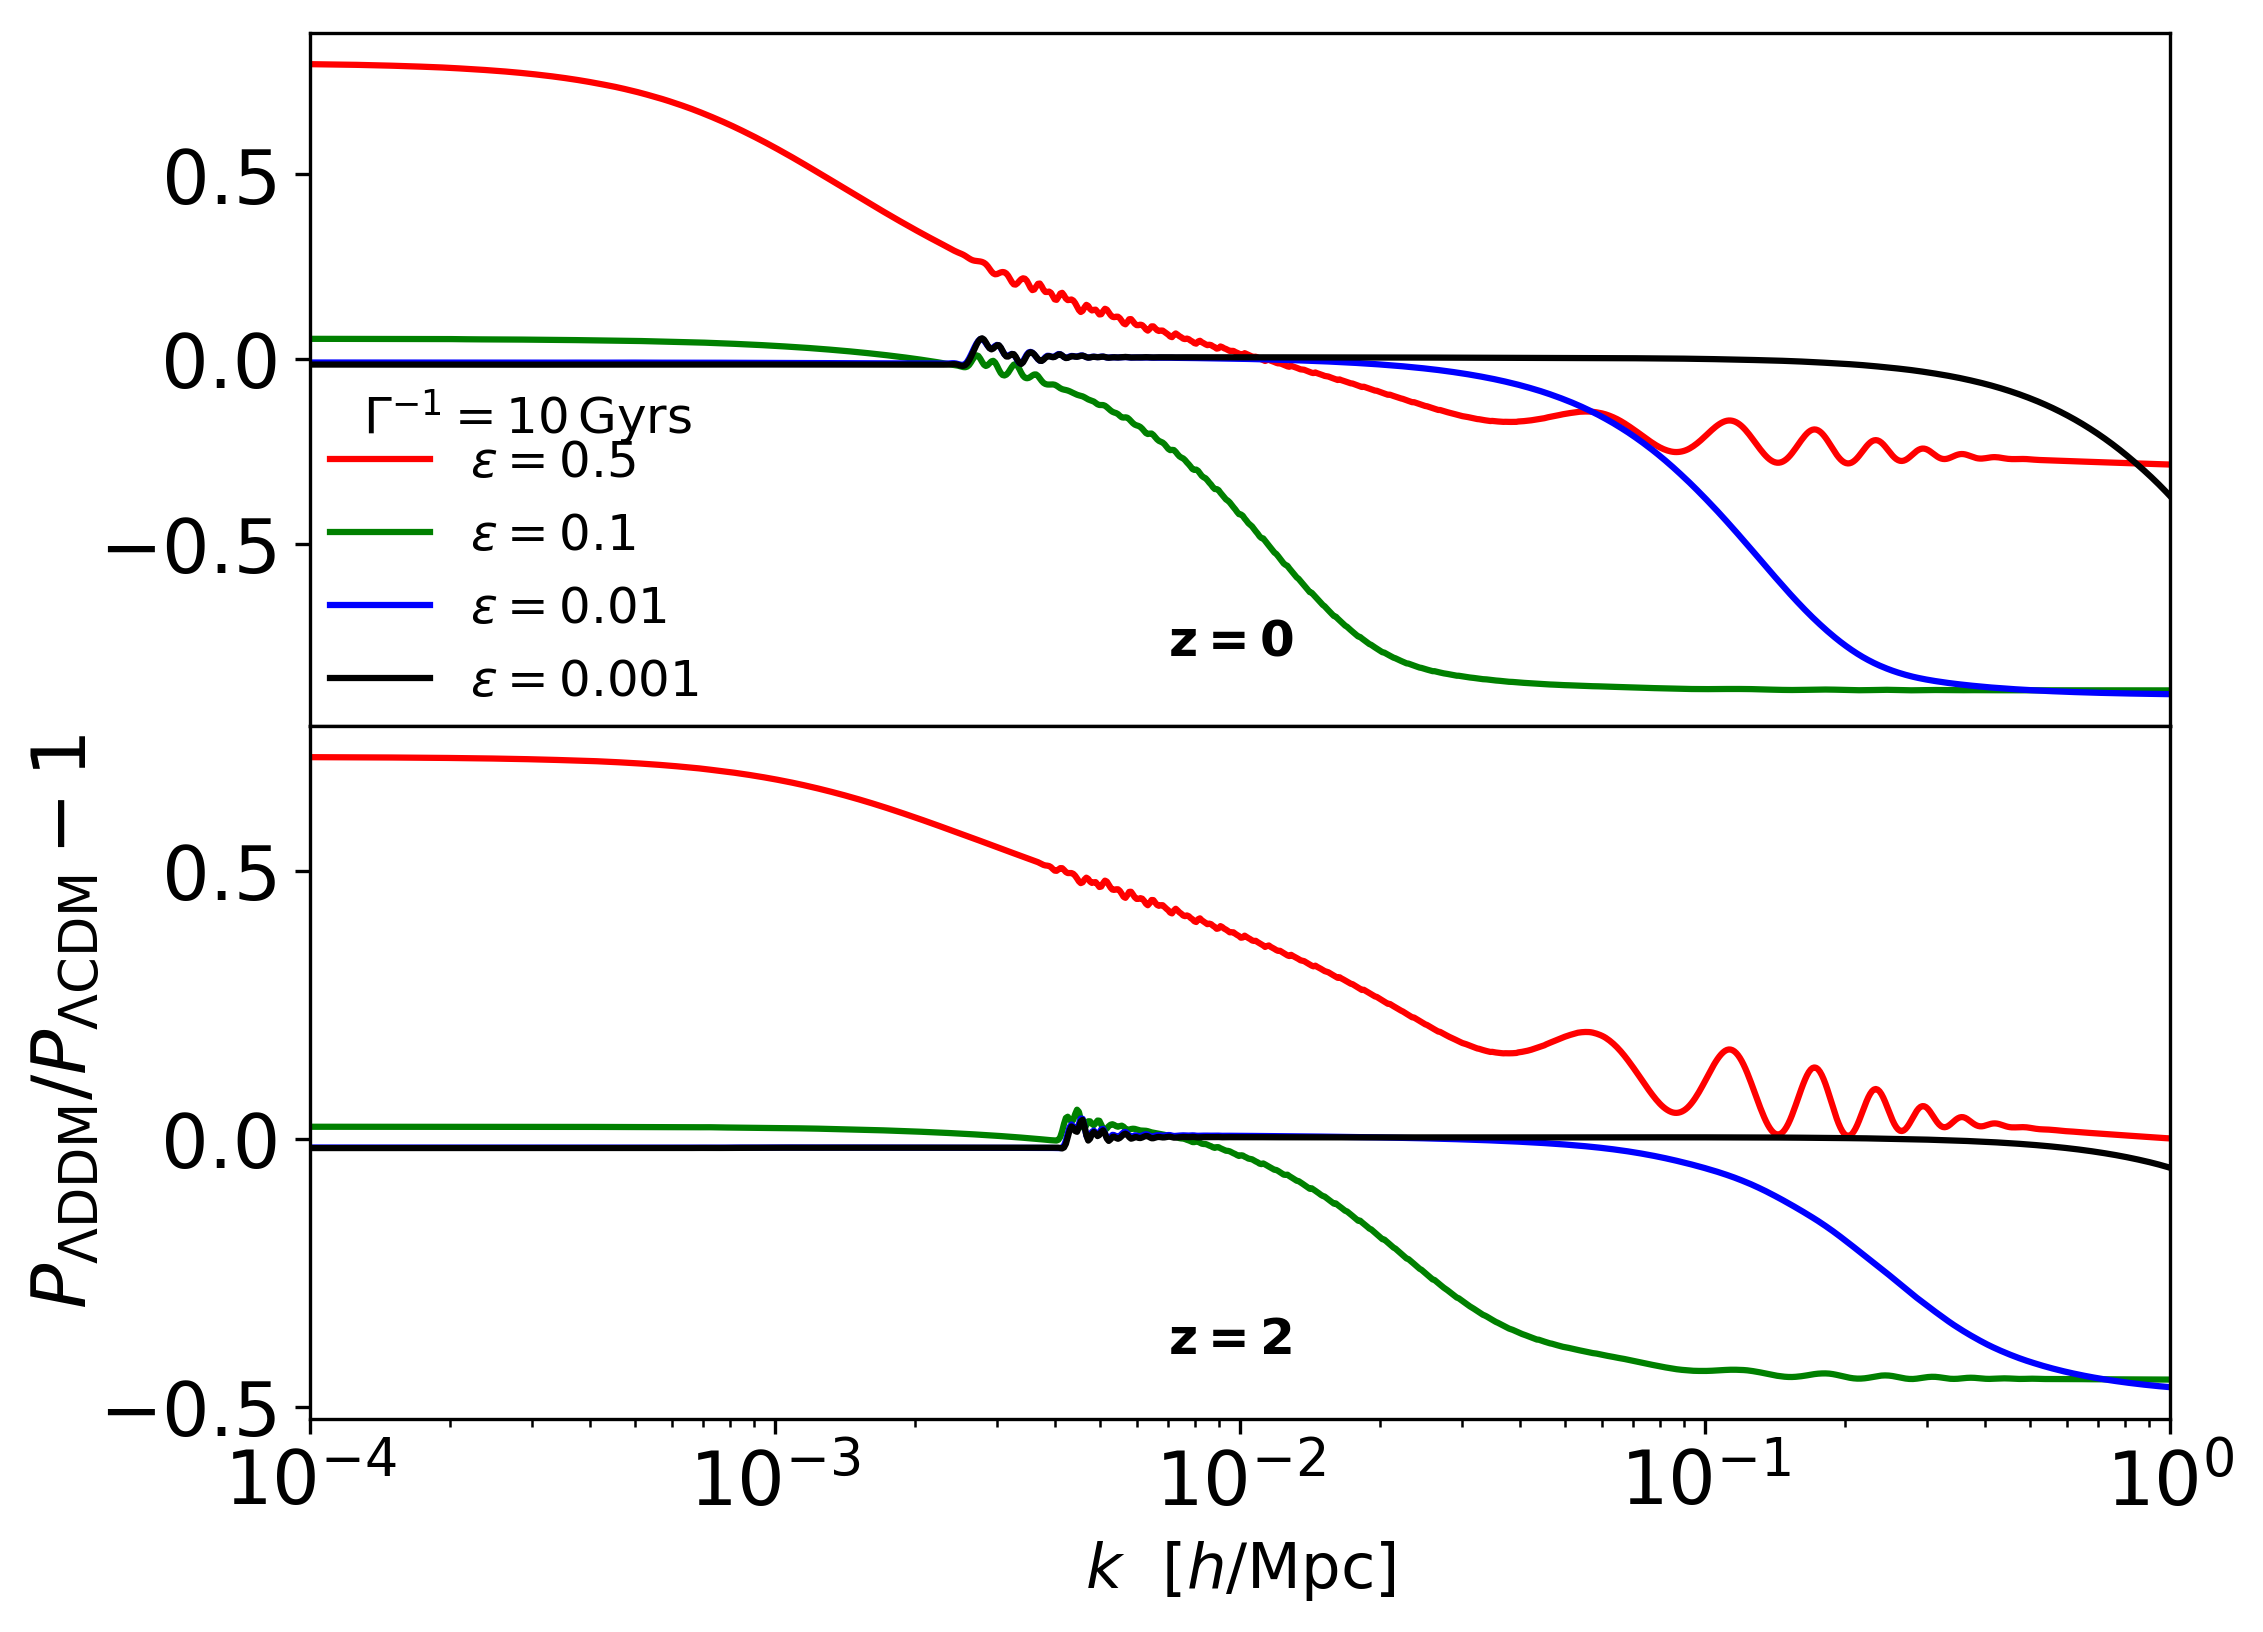 0.5
0.0
−0.5
Γ⁻¹ = 10 Gyrs
ε = 0.5
ε = 0.1
ε = 0.01
ε = 0.001
z = 0
P_ΛDDM/P_ΛCDM − 1
0.5
0.0
−0.5
z = 2
10⁻⁴ 10⁻³ 10⁻² 10⁻¹ 10⁰
k [h/Mpc]